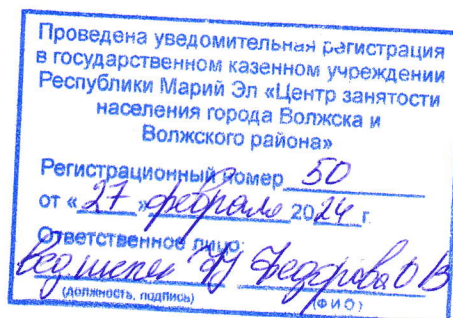 Проведена уведомительная регистрация
в государственном казенном учреждении
Республики Марий Эл «Центр занятости
населения города Волжска и
Волжского района»
Регистрационный номер 50
от «27» февраля 2024 г.
Ответственное лицо:
Федорова О В
(должность, подпись) (Ф И О)